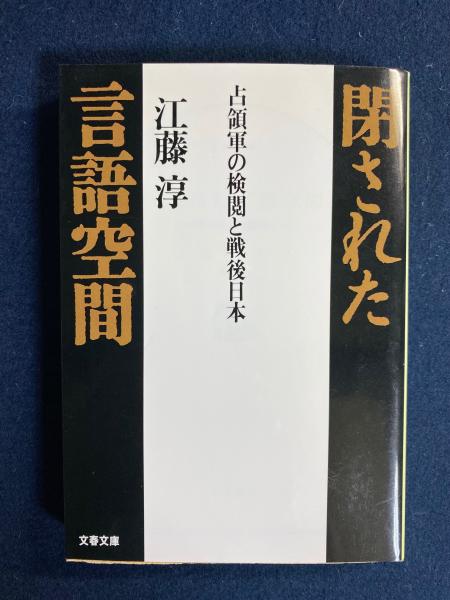 閉された
言語空間
占領軍の検閲と戦後日本
江藤淳
文春文庫